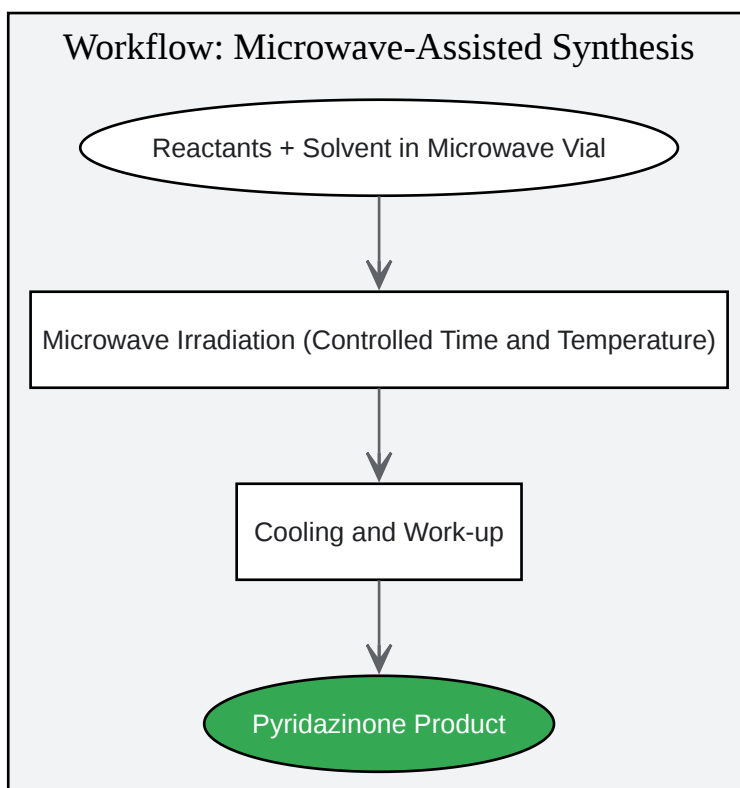 Workflow: Microwave-Assisted Synthesis
Reactants + Solvent in Microwave Vial
Microwave Irradiation (Controlled Time and Temperature)
Cooling and Work-up
Pyridazinone Product